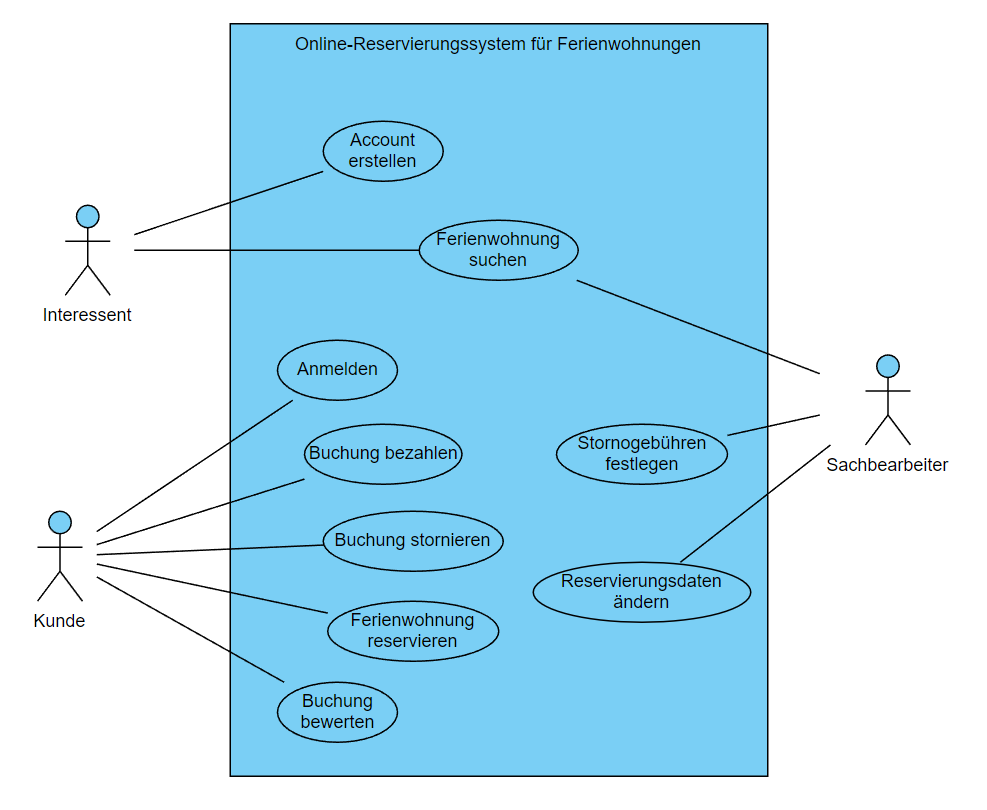 Online-Reservierungssystem für Ferienwohnungen
Account
erstellen
Ferienwohnung
suchen
Interessent
Anmelden
Buchung bezahlen
Stornogebühren
festlegen
Sachbearbeiter
Buchung stornieren
Reservierungsdaten
ändern
Kunde
Ferienwohnung
reservieren
Buchung
bewerten